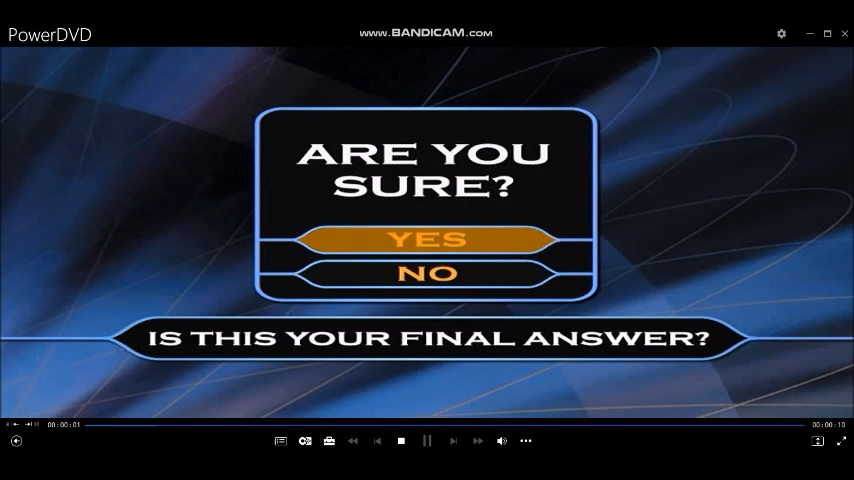 PowerDVD
www.BANDICAM.com
ARE YOU
SURE?
YES
NO
IS THIS YOUR FINAL ANSWER?
00:00:01
00:00:10